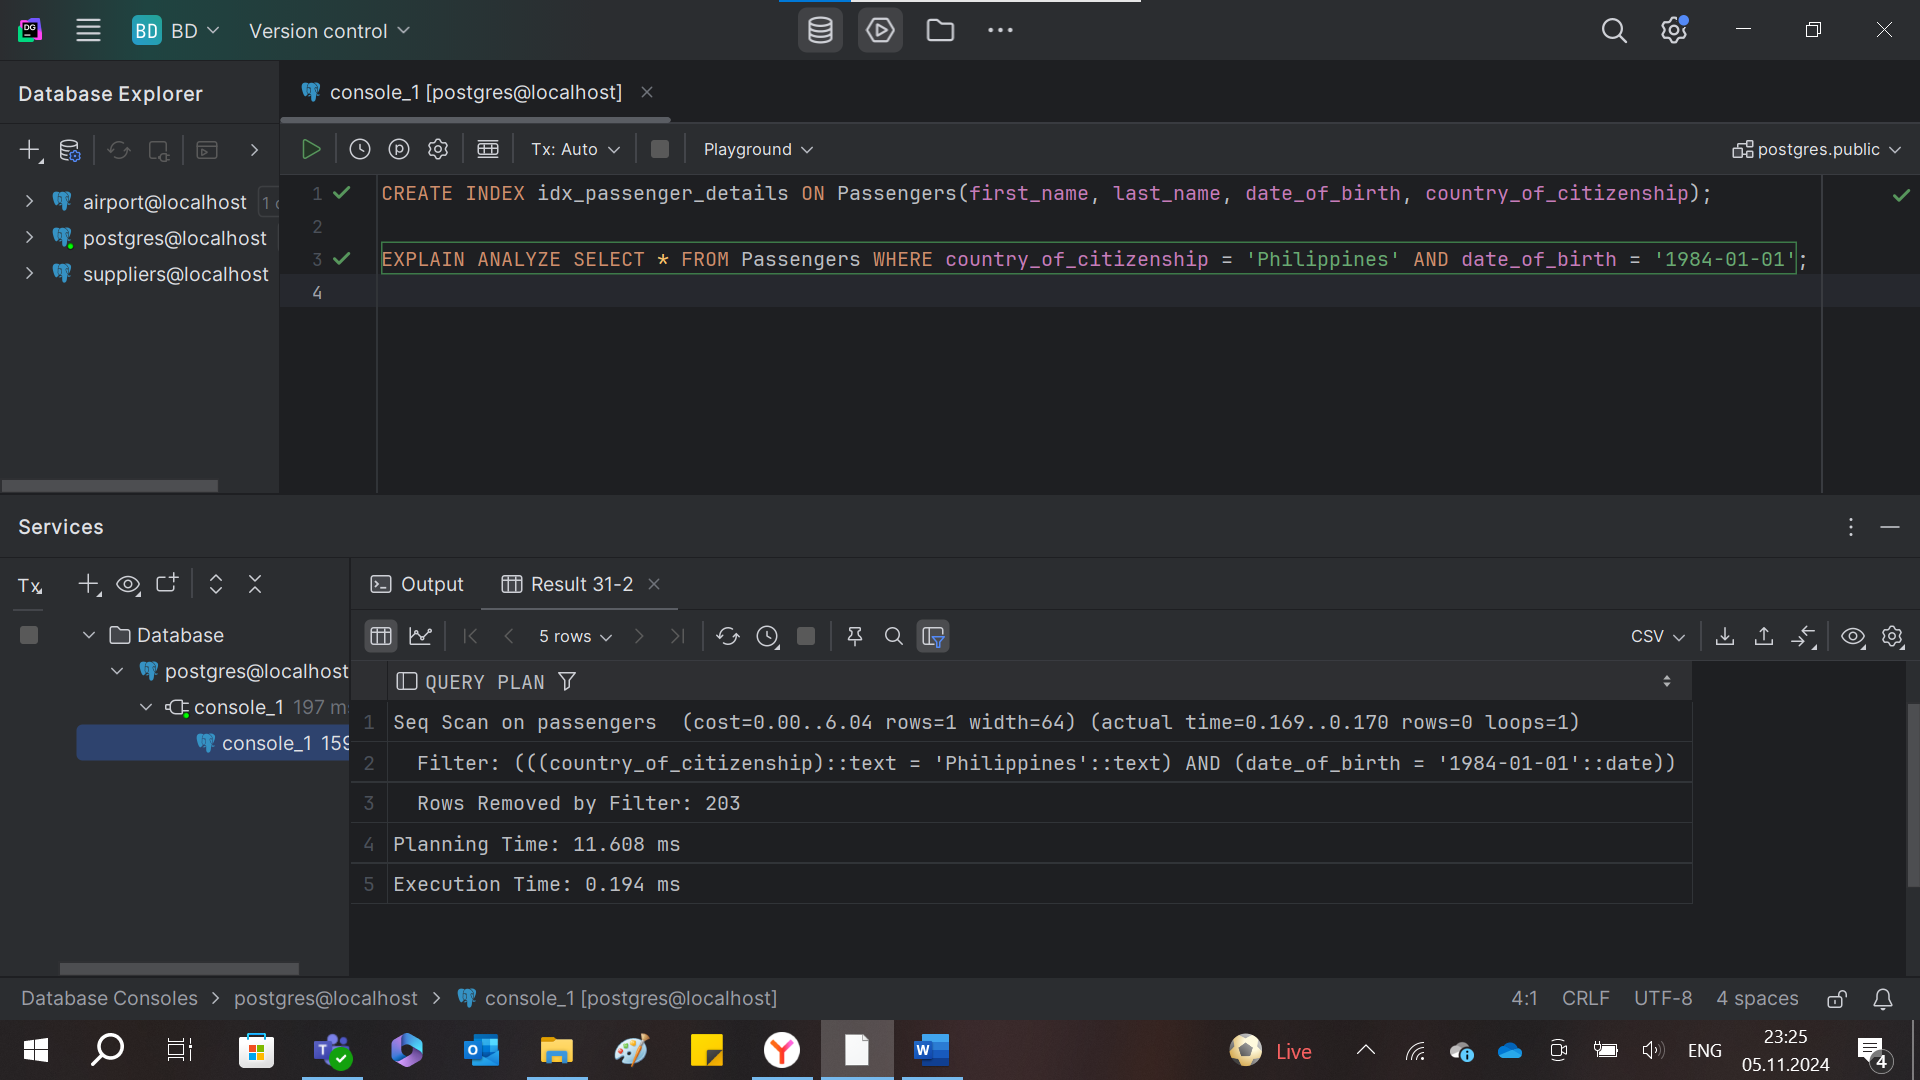 BD BD Version control
Database Explorer
console_1 [postgres@localhost]
Tx: Auto Playground postgres.public
airport@localhost 1
postgres@localhost
suppliers@localhost
1 CREATE INDEX idx_passenger_details ON Passengers(first_name, last_name, date_of_birth, country_of_citizenship);
2
3 EXPLAIN ANALYZE SELECT * FROM Passengers WHERE country_of_citizenship = 'Philippines' AND date_of_birth = '1984-01-01';
4
Services
Tx
Output Result 31-2
5 rows CSV
Database
postgres@localhost
console_1 197 ms
console_1 159
QUERY PLAN
1 Seq Scan on passengers (cost=0.00..6.04 rows=1 width=64) (actual time=0.169..0.170 rows=0 loops=1)
2 Filter: (((country_of_citizenship)::text = 'Philippines'::text) AND (date_of_birth = '1984-01-01'::date))
3 Rows Removed by Filter: 203
4 Planning Time: 11.608 ms
5 Execution Time: 0.194 ms
Database Consoles > postgres@localhost > console_1 [postgres@localhost]
4:1 CRLF UTF-8 4 spaces
Live ENG
23:25
05.11.2024
4